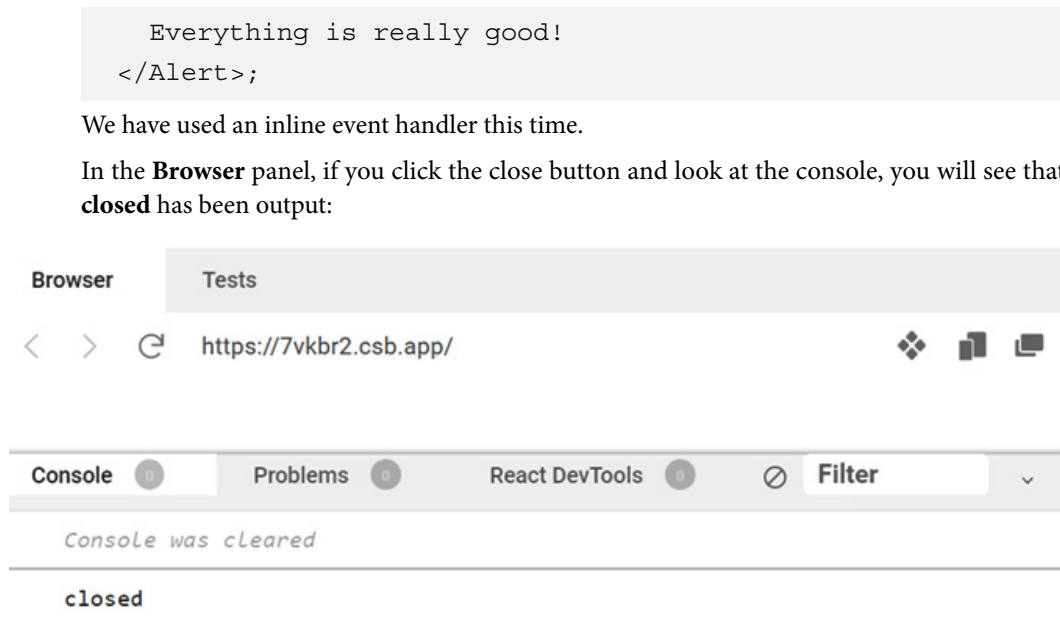 Everything is really good!
</Alert>;
We have used an inline event handler this time.
In the Browser panel, if you click the close button and look at the console, you will see that
closed has been output:
Browser Tests
https://7vkbr2.csb.app/
Console 0 Problems 0 React DevTools 0 Filter
Console was cleared
closed